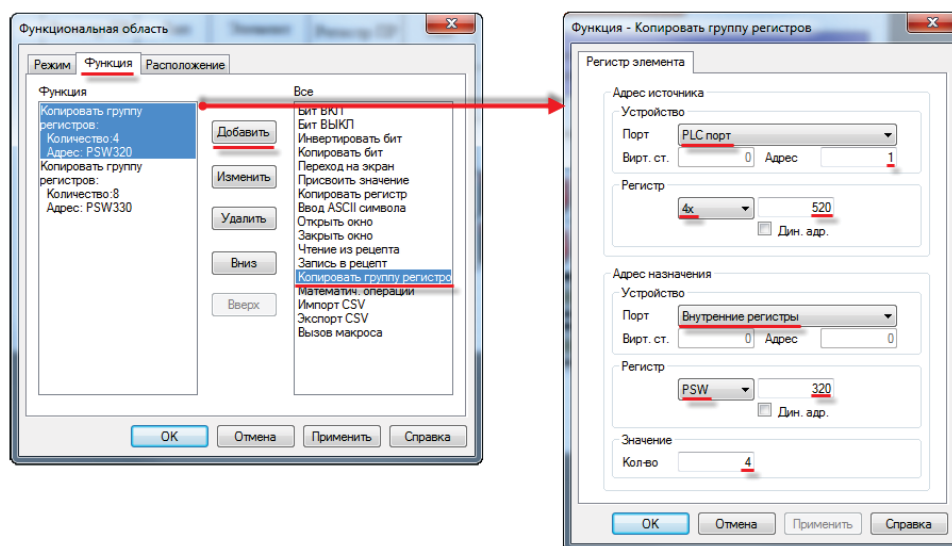 Функциональная область
Режим Функция Расположение
Функция
Копировать группу
регистров:
Количество:4
Адрес: PSW320
Копировать группу
регистров:
Количество:8
Адрес: PSW330
Добавить
Изменить
Удалить
Вниз
Вверх
Все
Бит ВКП
Бит ВЫКП
Инвертировать бит
Копировать бит
Переход на экран
Присвоить значение
Копировать регистр
Ввод ASCII символа
Открыть окно
Закрыть окно
Чтение из рецепта
Запись в рецепт
Копировать группу регистро
Математич. операции
Импорт CSV
Экспорт CSV
Вызов макроса
OK Отмена Применить Справка
Функция - Копировать группу регистров
Регистр элемента
Адрес источника
Устройство
Порт PLC порт
Вирт. ст. 0 Адрес 1
Регистр
4x 520
Дин. адр.
Адрес назначения
Устройство
Порт Внутренние регистры
Вирт. ст. 0 Адрес 0
Регистр
PSW 320
Дин. адр.
Значение
Кол-во 4
OK Отмена Применить Справка